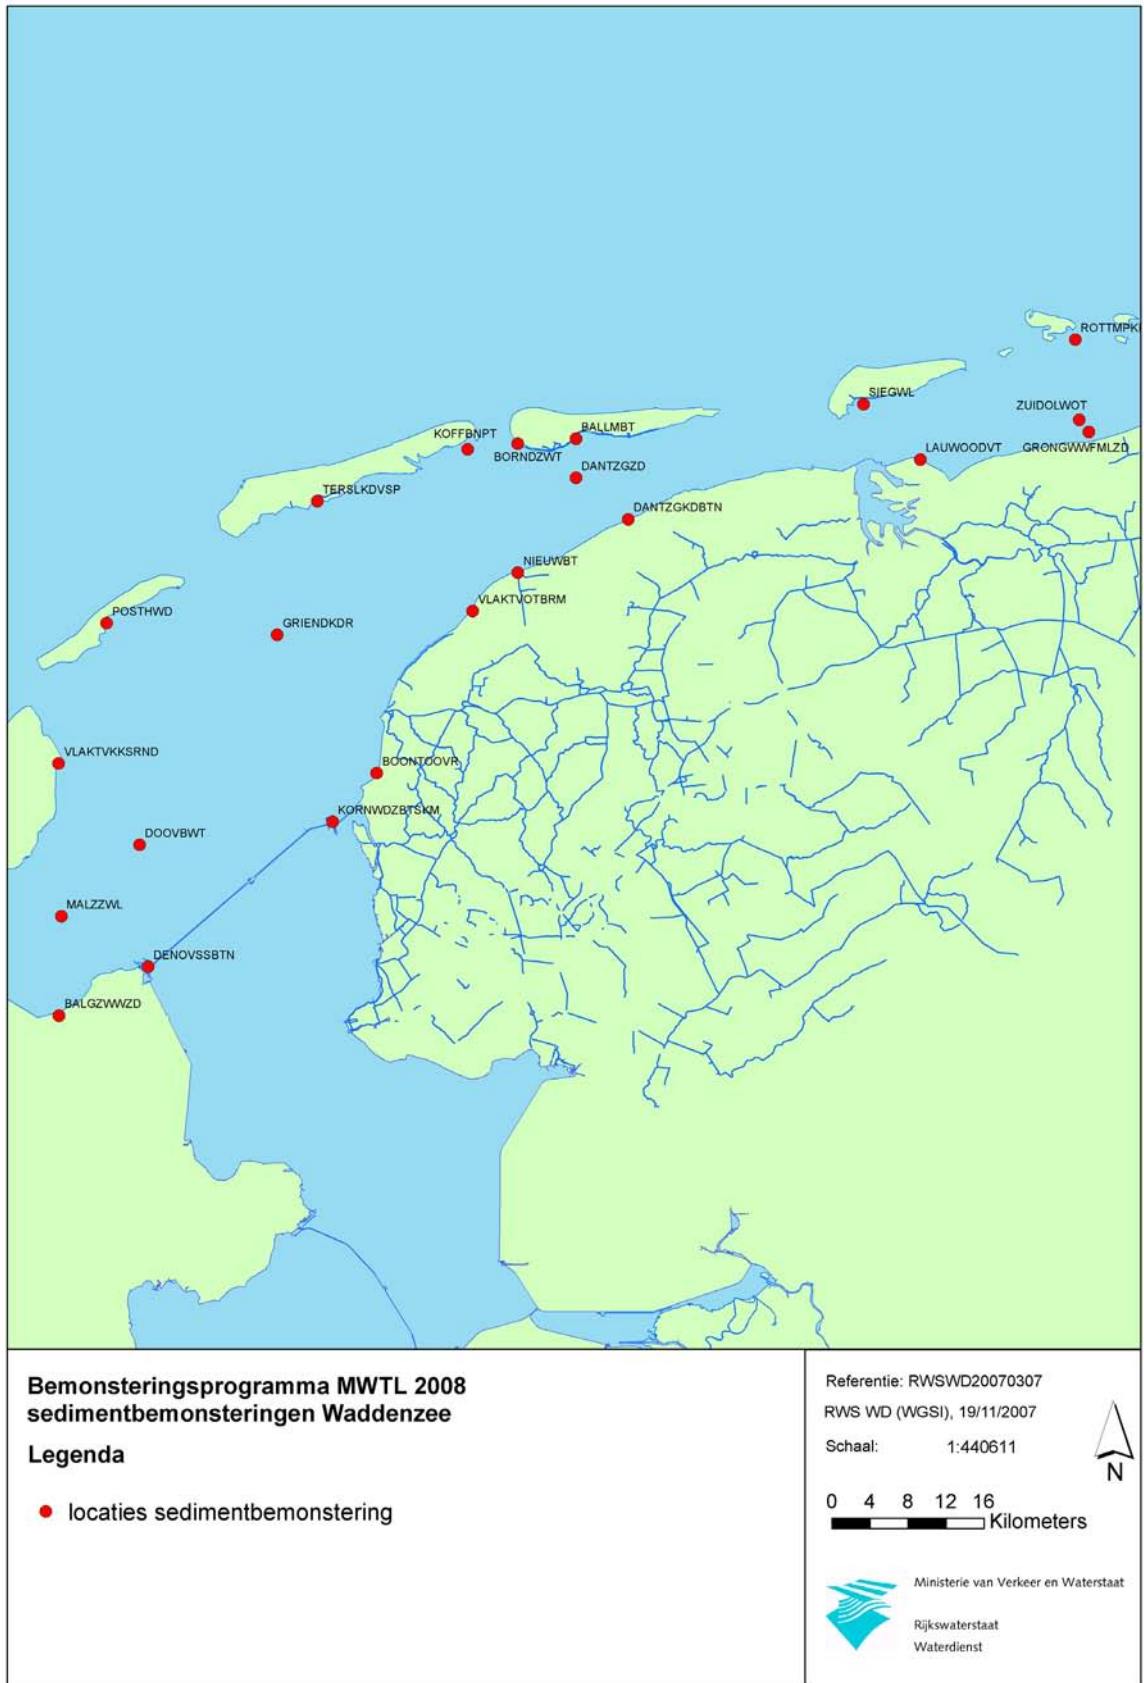 ROTTMPK
SIEGWL
ZUIDOLWOT
KOFFBNPT
BALLMBT
BORNDZWT
LAUWOODVT
GRONGWWFMLZD
DANTZGZD
TERSLKDVSP
DANTZGKDBTN
NIEUWBT
VLAKTVOTBRM
POSTHWD
GRIENDKDR
VLAKTVKKSRND
BOONTOOVR
KORNWDZBTSKM
DOOVBWT
MALZZWL
DENOVSSBTN
BALGZWWZD
Bemonsteringsprogramma MWTL 2008
sedimentbemonsteringen Waddenzee
Legenda
locaties sedimentbemonstering
Referentie: RWSWD20070307
RWS WD (WGSI), 19/11/2007
Schaal: 1:440611
N
0 4 8 12 16
Kilometers
Ministerie van Verkeer en Waterstaat
Rijkswaterstaat
Waterdienst